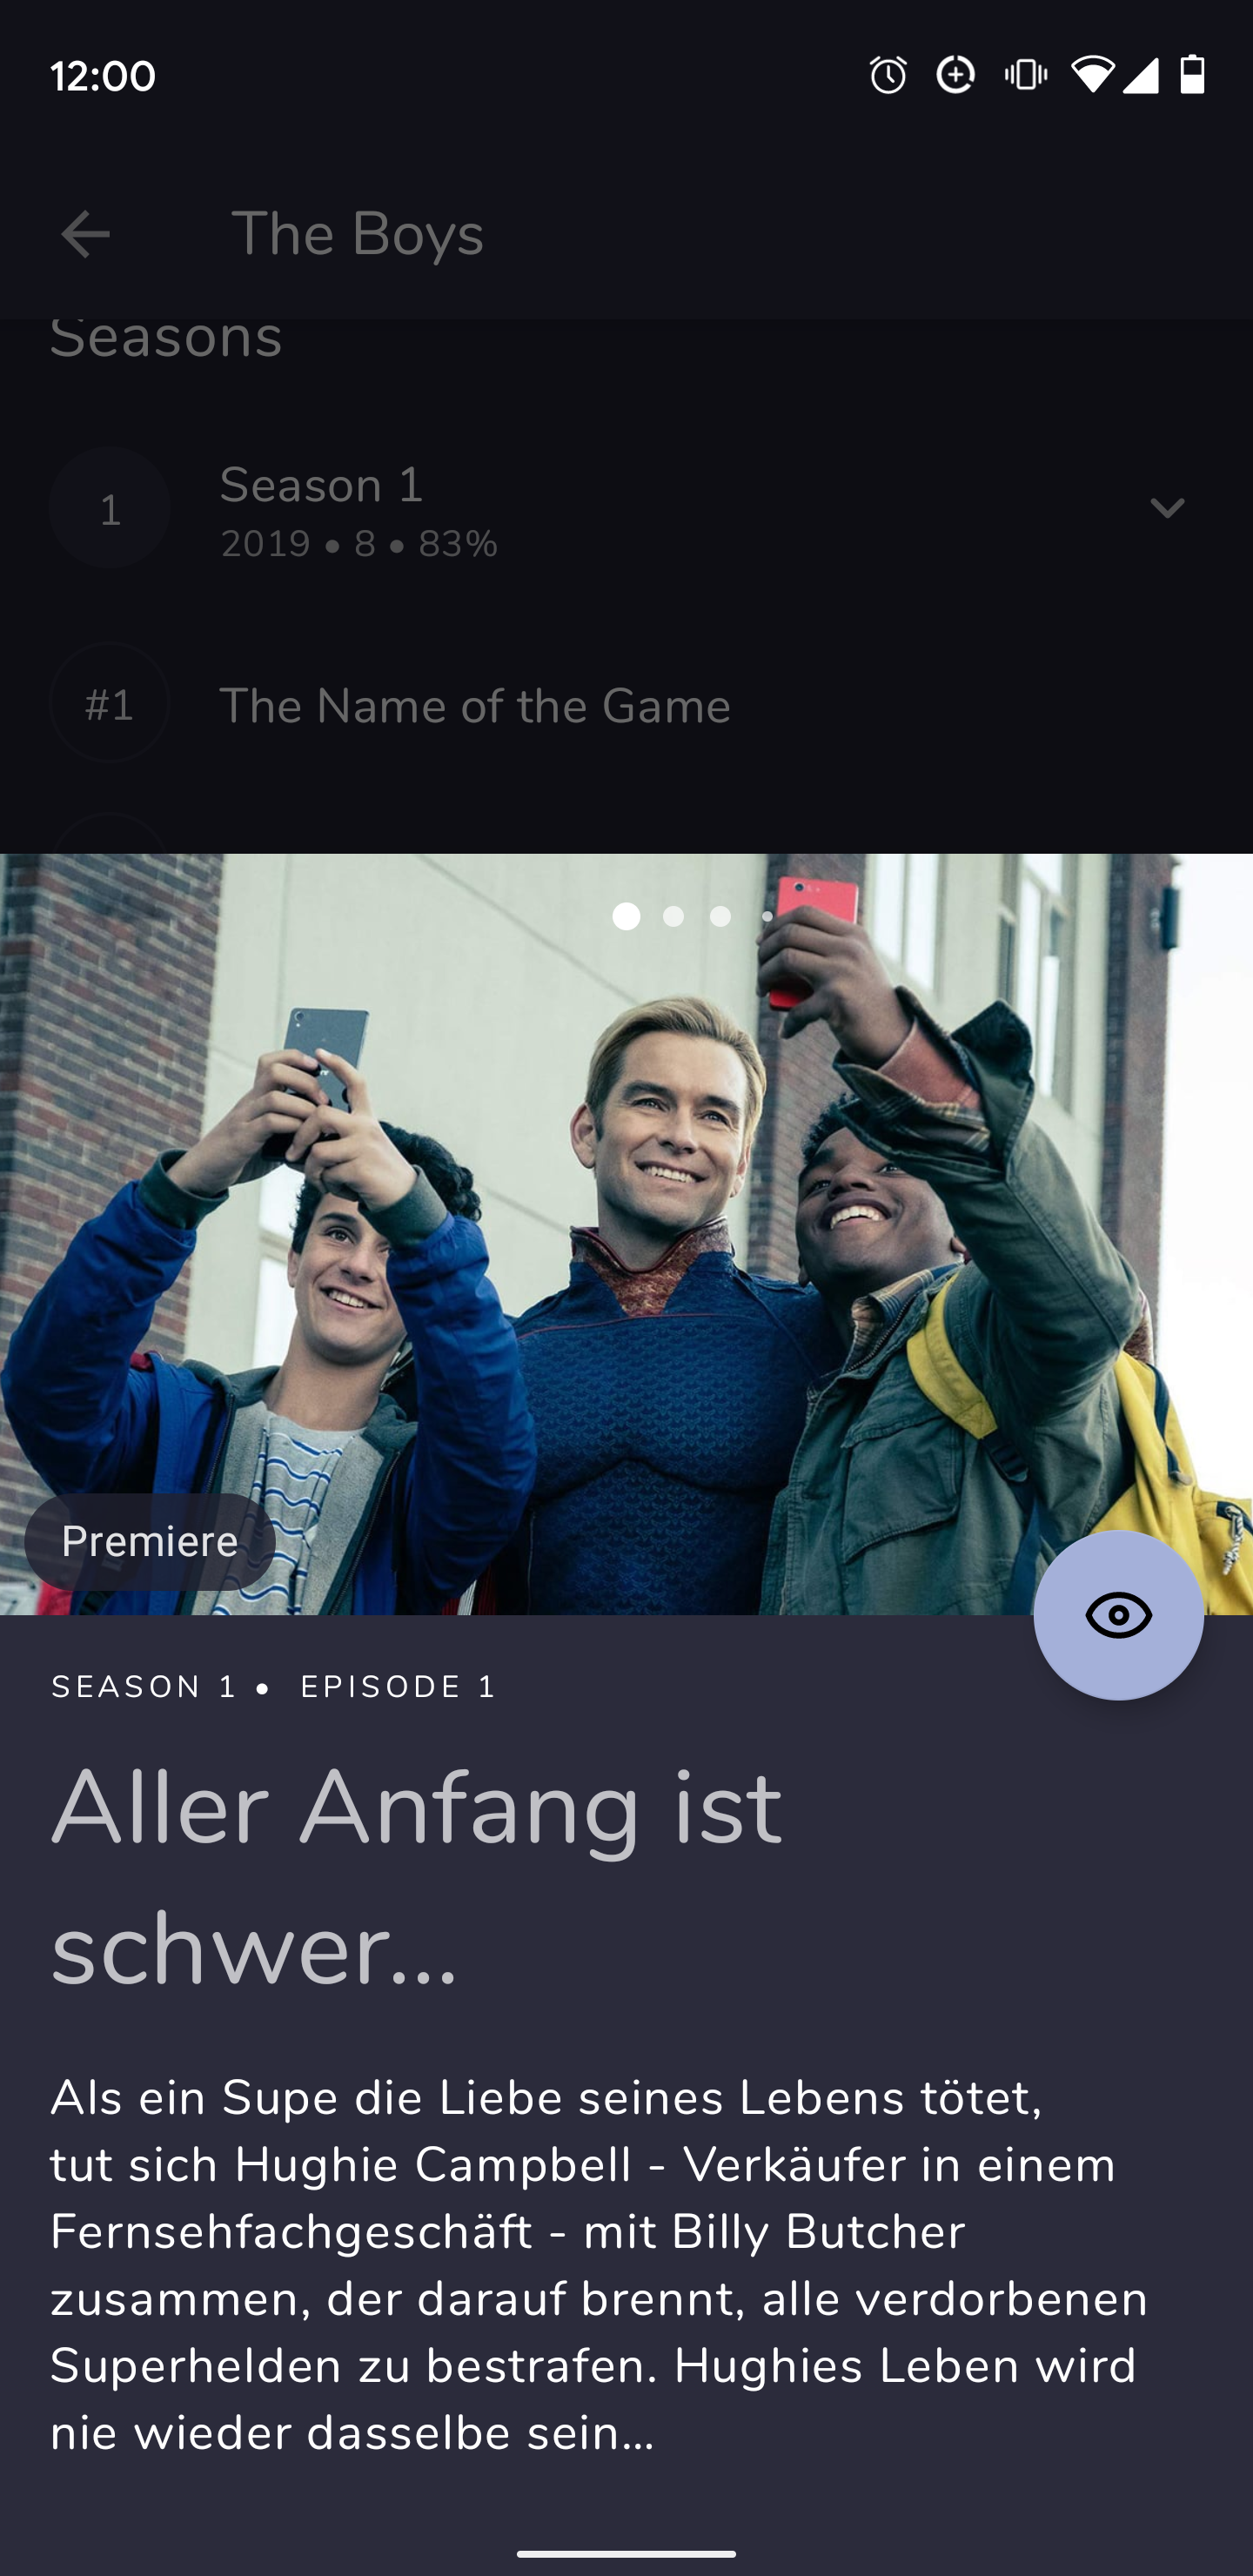 12:00
The Boys
Seasons
1
Season 1
2019 • 8 • 83%
#1
The Name of the Game
Premiere
SEASON 1 • EPISODE 1
Aller Anfang ist
schwer...
Als ein Supe die Liebe seines Lebens tötet,
tut sich Hughie Campbell - Verkäufer in einem
Fernsehfachgeschäft - mit Billy Butcher
zusammen, der darauf brennt, alle verdorbenen
Superhelden zu bestrafen. Hughies Leben wird
nie wieder dasselbe sein...